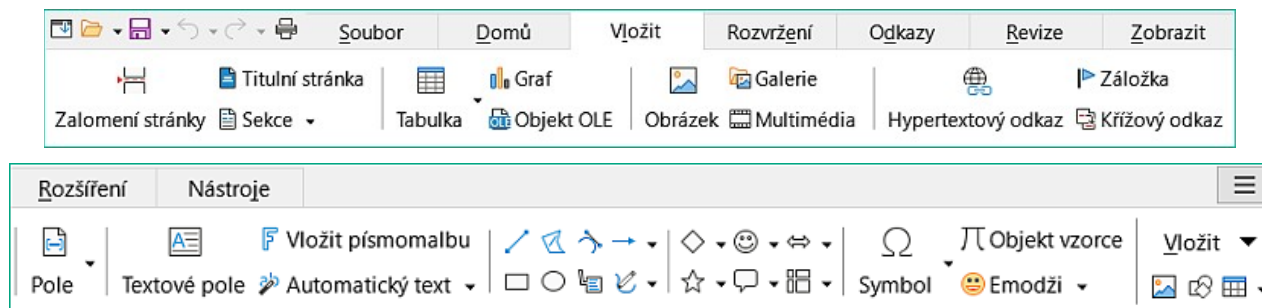 Soubor Domů Vložit Rozvržení Odkazy Revize Zobrazit
Titulní stránka Graf Galerie Záložka
Zalomení stránky Sekce Tabulka OLE Objekt OLE Obrázek Multimédia Hypertextový odkaz Křížový odkaz
Rozšíření Nástroje
Vložit písmomalbu Objekt vzorce Vložit
Pole Textové pole Automatický text Symbol Emodži